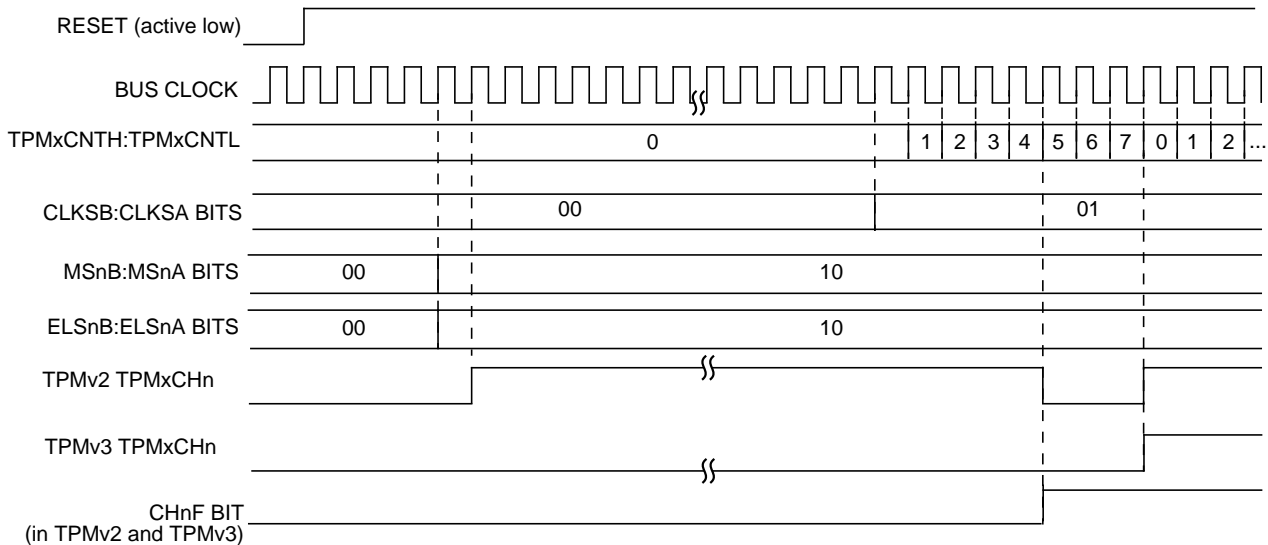 RESET (active low)
BUS CLOCK
TPMxCNTH:TPMxCNTL 0 1 2 3 4 5 6 7 0 1 2 ...
CLKSB:CLKSA BITS 00 01
MSnB:MSnA BITS 00 10
ELSnB:ELSnA BITS 00 10
TPMv2 TPMxCHn
TPMv3 TPMxCHn
CHnF BIT
(in TPMv2 and TPMv3)